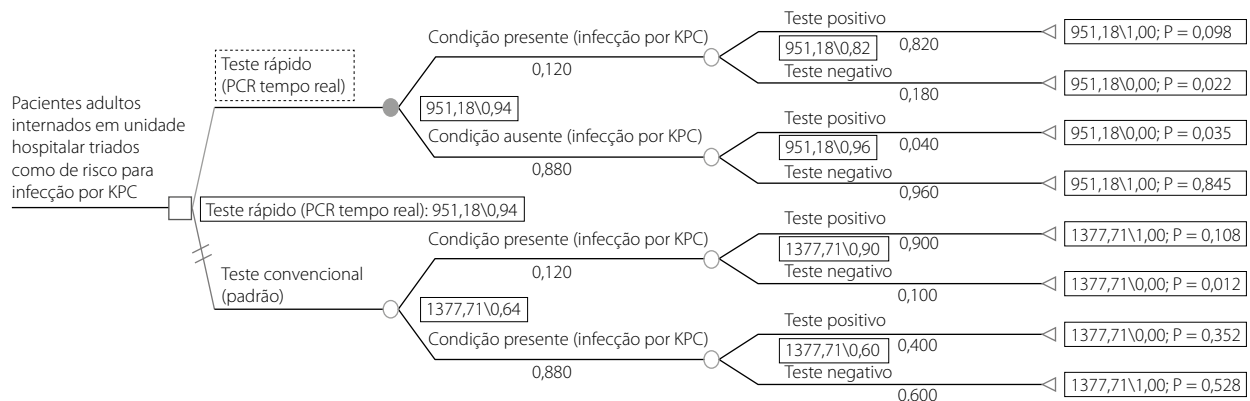 Pacientes adultos
internados em unidade
hospitalar triados
como de risco para
infecção por KPC
Teste rápido
(PCR tempo real)
Condição presente (infecção por KPC)
0,120
Teste positivo
951,18\0,82
0,820
951,18\1,00; P = 0,098
Teste negativo
0,180
951,18\0,00; P = 0,022
951,18\0,94
Condição ausente (infecção por KPC)
0,880
Teste positivo
951,18\0,96
0,040
951,18\0,00; P = 0,035
Teste negativo
0,960
951,18\1,00; P = 0,845
Teste rápido (PCR tempo real): 951,18\0,94
Teste convencional
(padrão)
Condição presente (infecção por KPC)
0,120
Teste positivo
1377,71\0,90
0,900
1377,71\1,00; P = 0,108
Teste negativo
0,100
1377,71\0,00; P = 0,012
1377,71\0,64
Condição presente (infecção por KPC)
0,880
Teste positivo
1377,71\0,60
0,400
1377,71\0,00; P = 0,352
Teste negativo
0,600
1377,71\1,00; P = 0,528